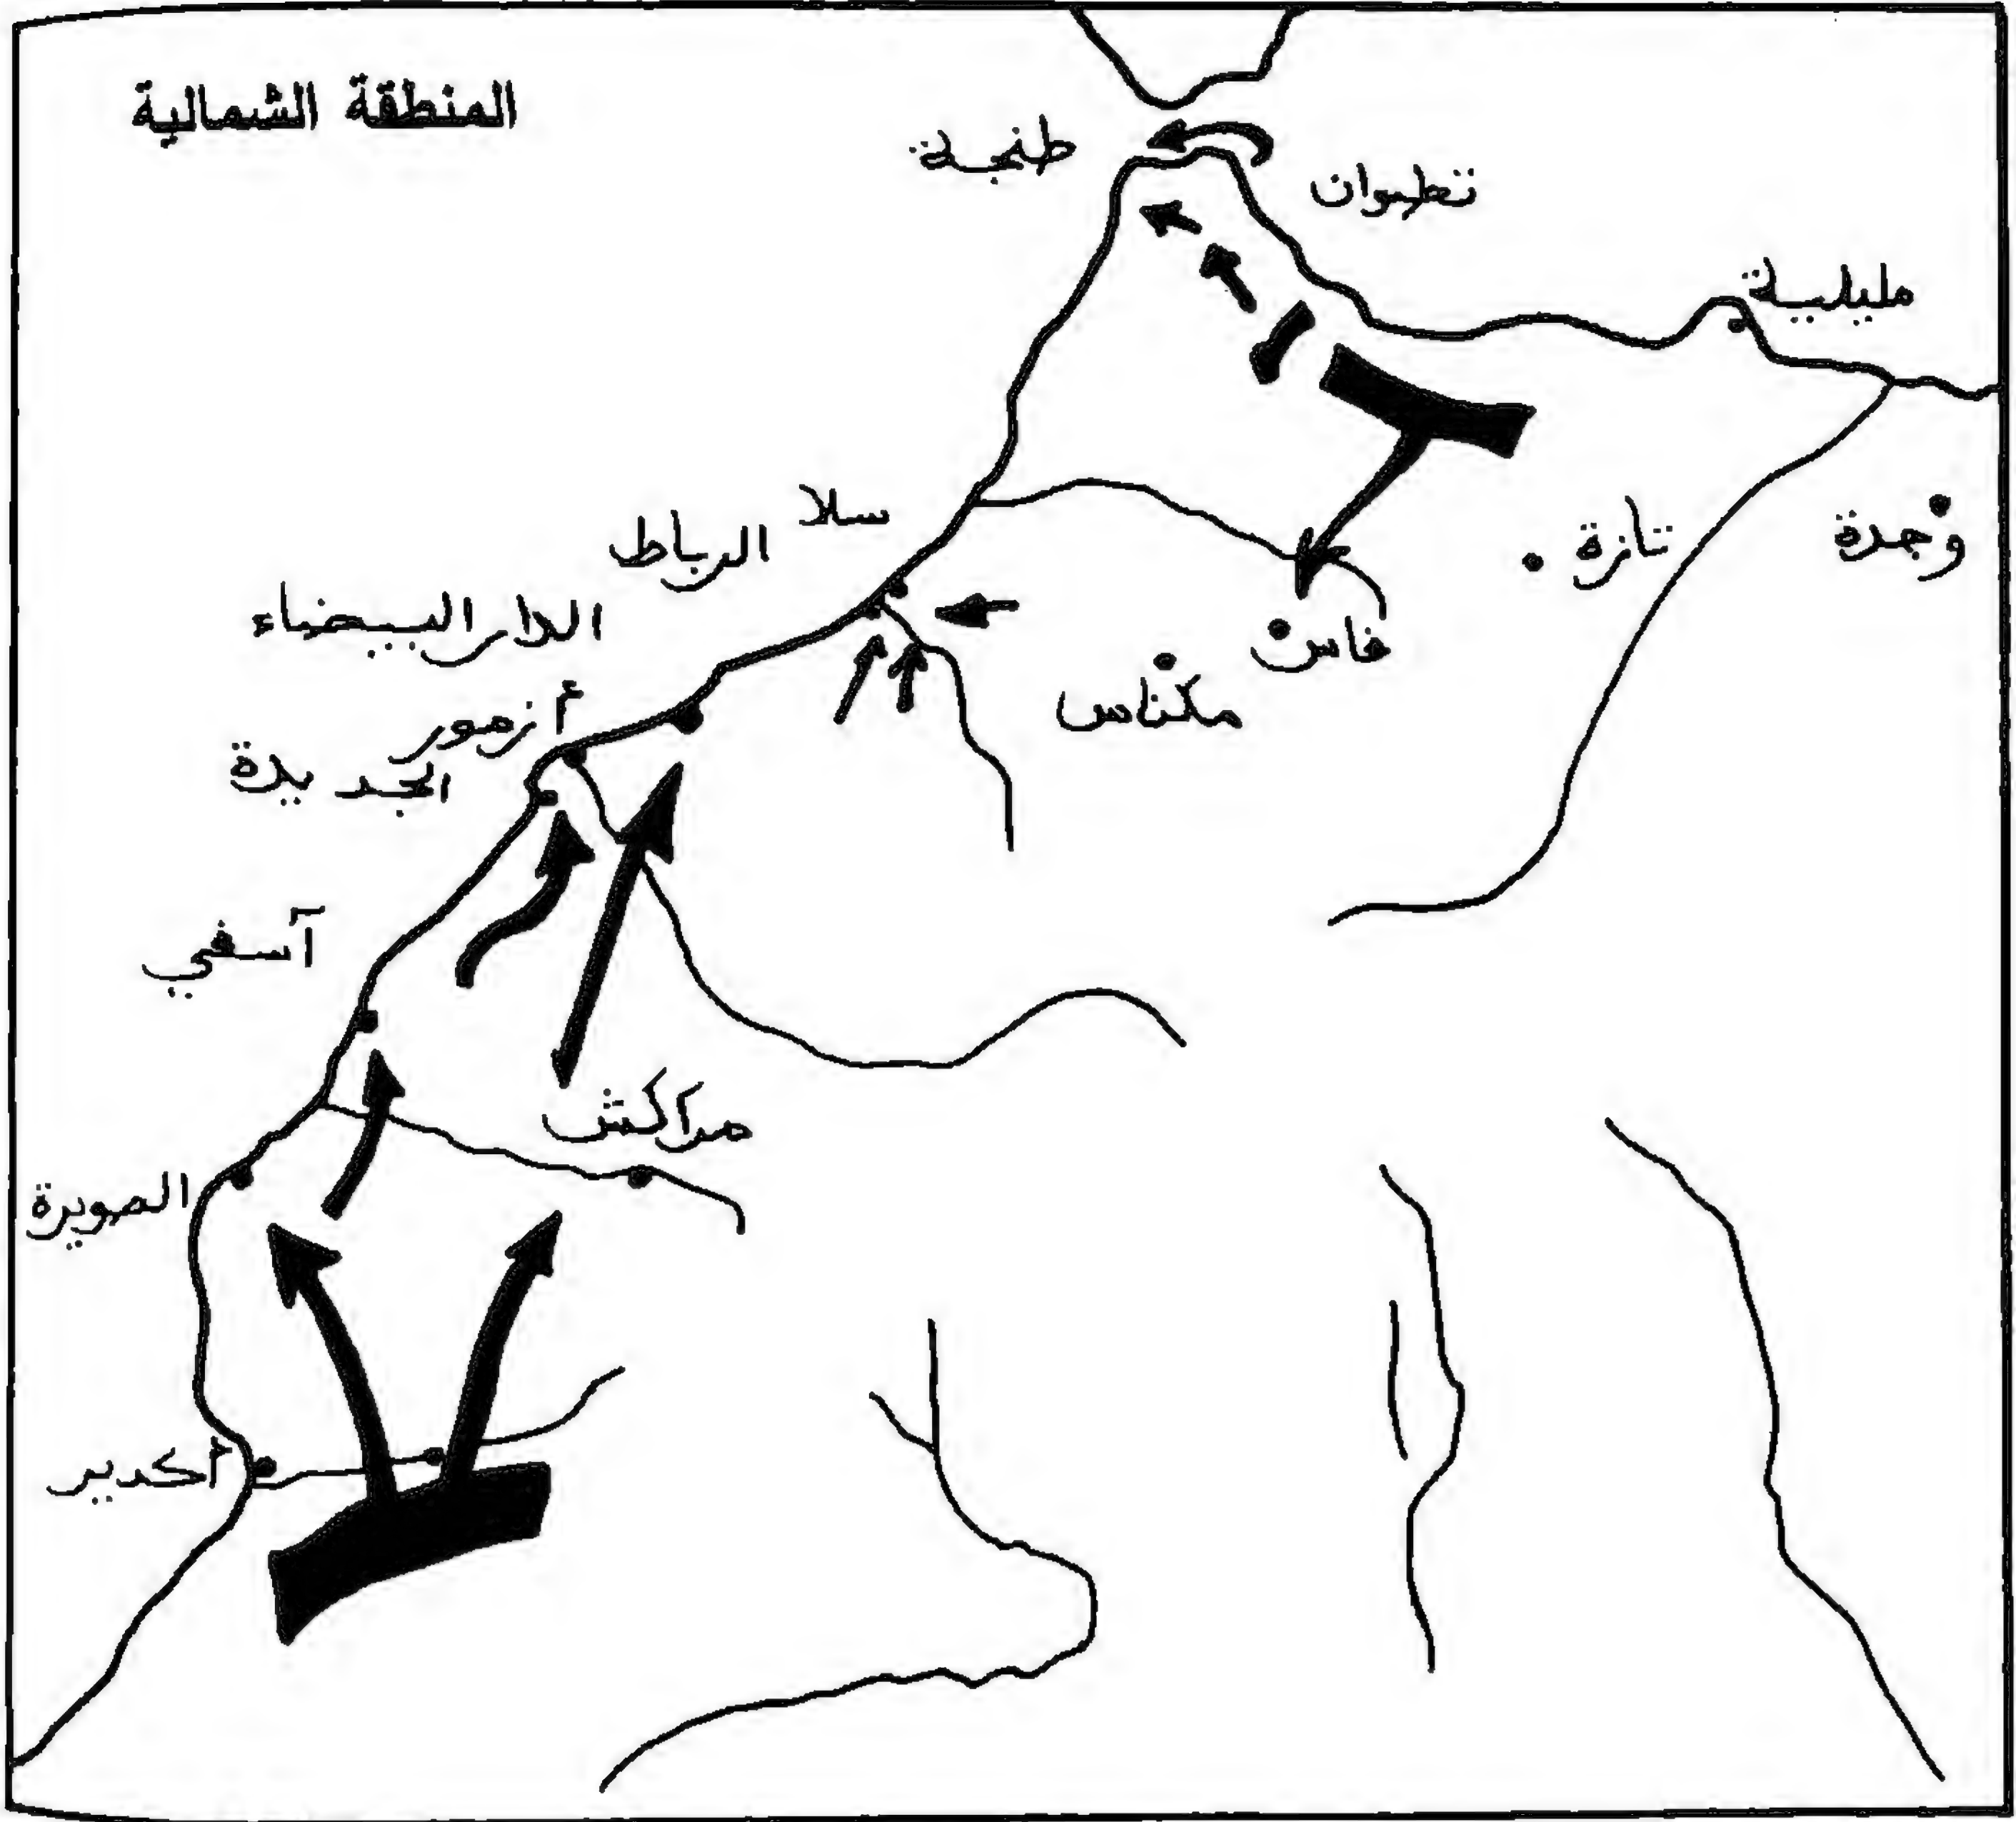 المنطقة الشمالية
طنجة
تطوان
مليلية
سلا
الرباط
وجدة
تازة
الدار البيضاء
فاس
مكناس
أزمور
الجديدة
آسفي
مراكش
الصويرة
أكدير